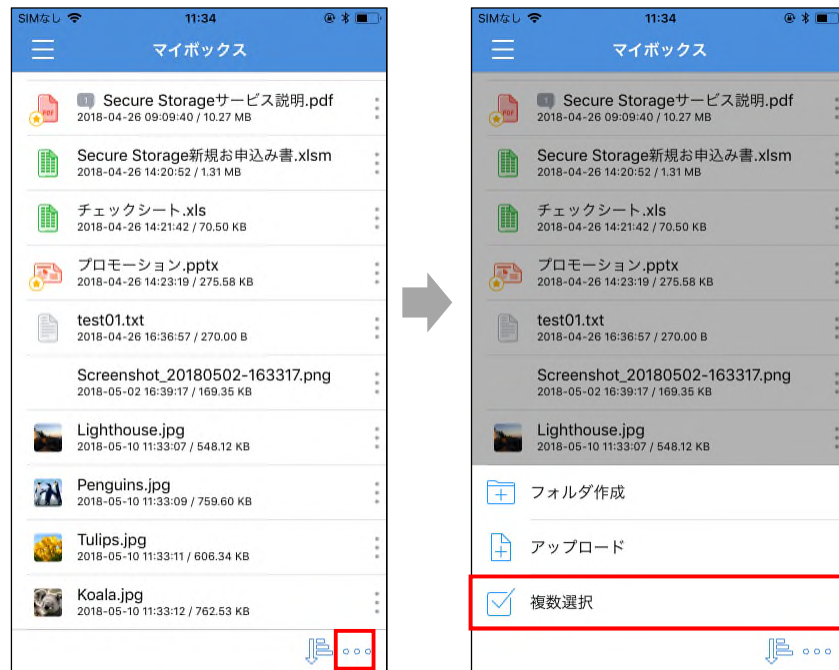 SIMなし 11:34
マイボックス
1 Secure Storageサービス説明.pdf
2018-04-26 09:09:40 / 10.27 MB
Secure Storage新規お申込み書.xlsm
2018-04-26 14:20:52 / 1.31 MB
チェックシート.xls
2018-04-26 14:21:42 / 70.50 KB
プロモーション.pptx
2018-04-26 14:23:19 / 275.58 KB
test01.txt
2018-04-26 16:36:57 / 270.00 B
Screenshot_20180502-163317.png
2018-05-02 16:39:17 / 169.35 KB
Lighthouse.jpg
2018-05-10 11:33:07 / 548.12 KB
Penguins.jpg
2018-05-10 11:33:09 / 759.60 KB
Tulips.jpg
2018-05-10 11:33:11 / 606.34 KB
Koala.jpg
2018-05-10 11:33:12 / 762.53 KB
SIMなし 11:34
マイボックス
1 Secure Storageサービス説明.pdf
2018-04-26 09:09:40 / 10.27 MB
Secure Storage新規お申込み書.xlsm
2018-04-26 14:20:52 / 1.31 MB
チェックシート.xls
2018-04-26 14:21:42 / 70.50 KB
プロモーション.pptx
2018-04-26 14:23:19 / 275.58 KB
test01.txt
2018-04-26 16:36:57 / 270.00 B
Screenshot_20180502-163317.png
2018-05-02 16:39:17 / 169.35 KB
Lighthouse.jpg
2018-05-10 11:33:07 / 548.12 KB
フォルダ作成
アップロード
複数選択